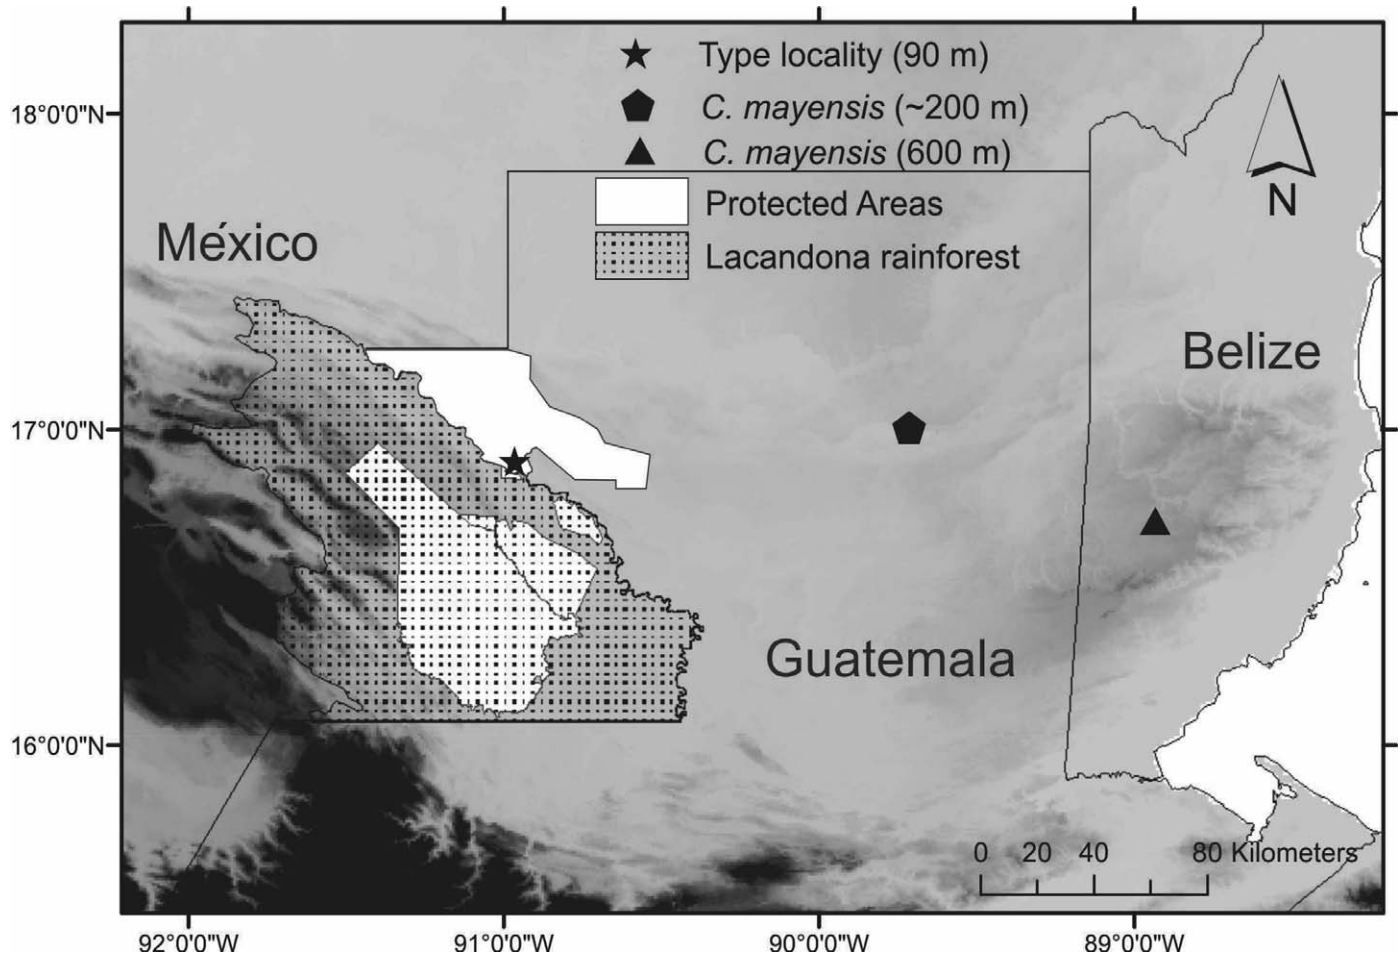 Type locality (90 m)
C. mayensis (~200 m)
C. mayensis (600 m)
Protected Areas
Lacandona rainforest
N
México
Belize
Guatemala
18°0'0"N
17°0'0"N
16°0'0"N
0 20 40 80 Kilometers
92°0'0"W 91°0'0"W 90°0'0"W 89°0'0"W